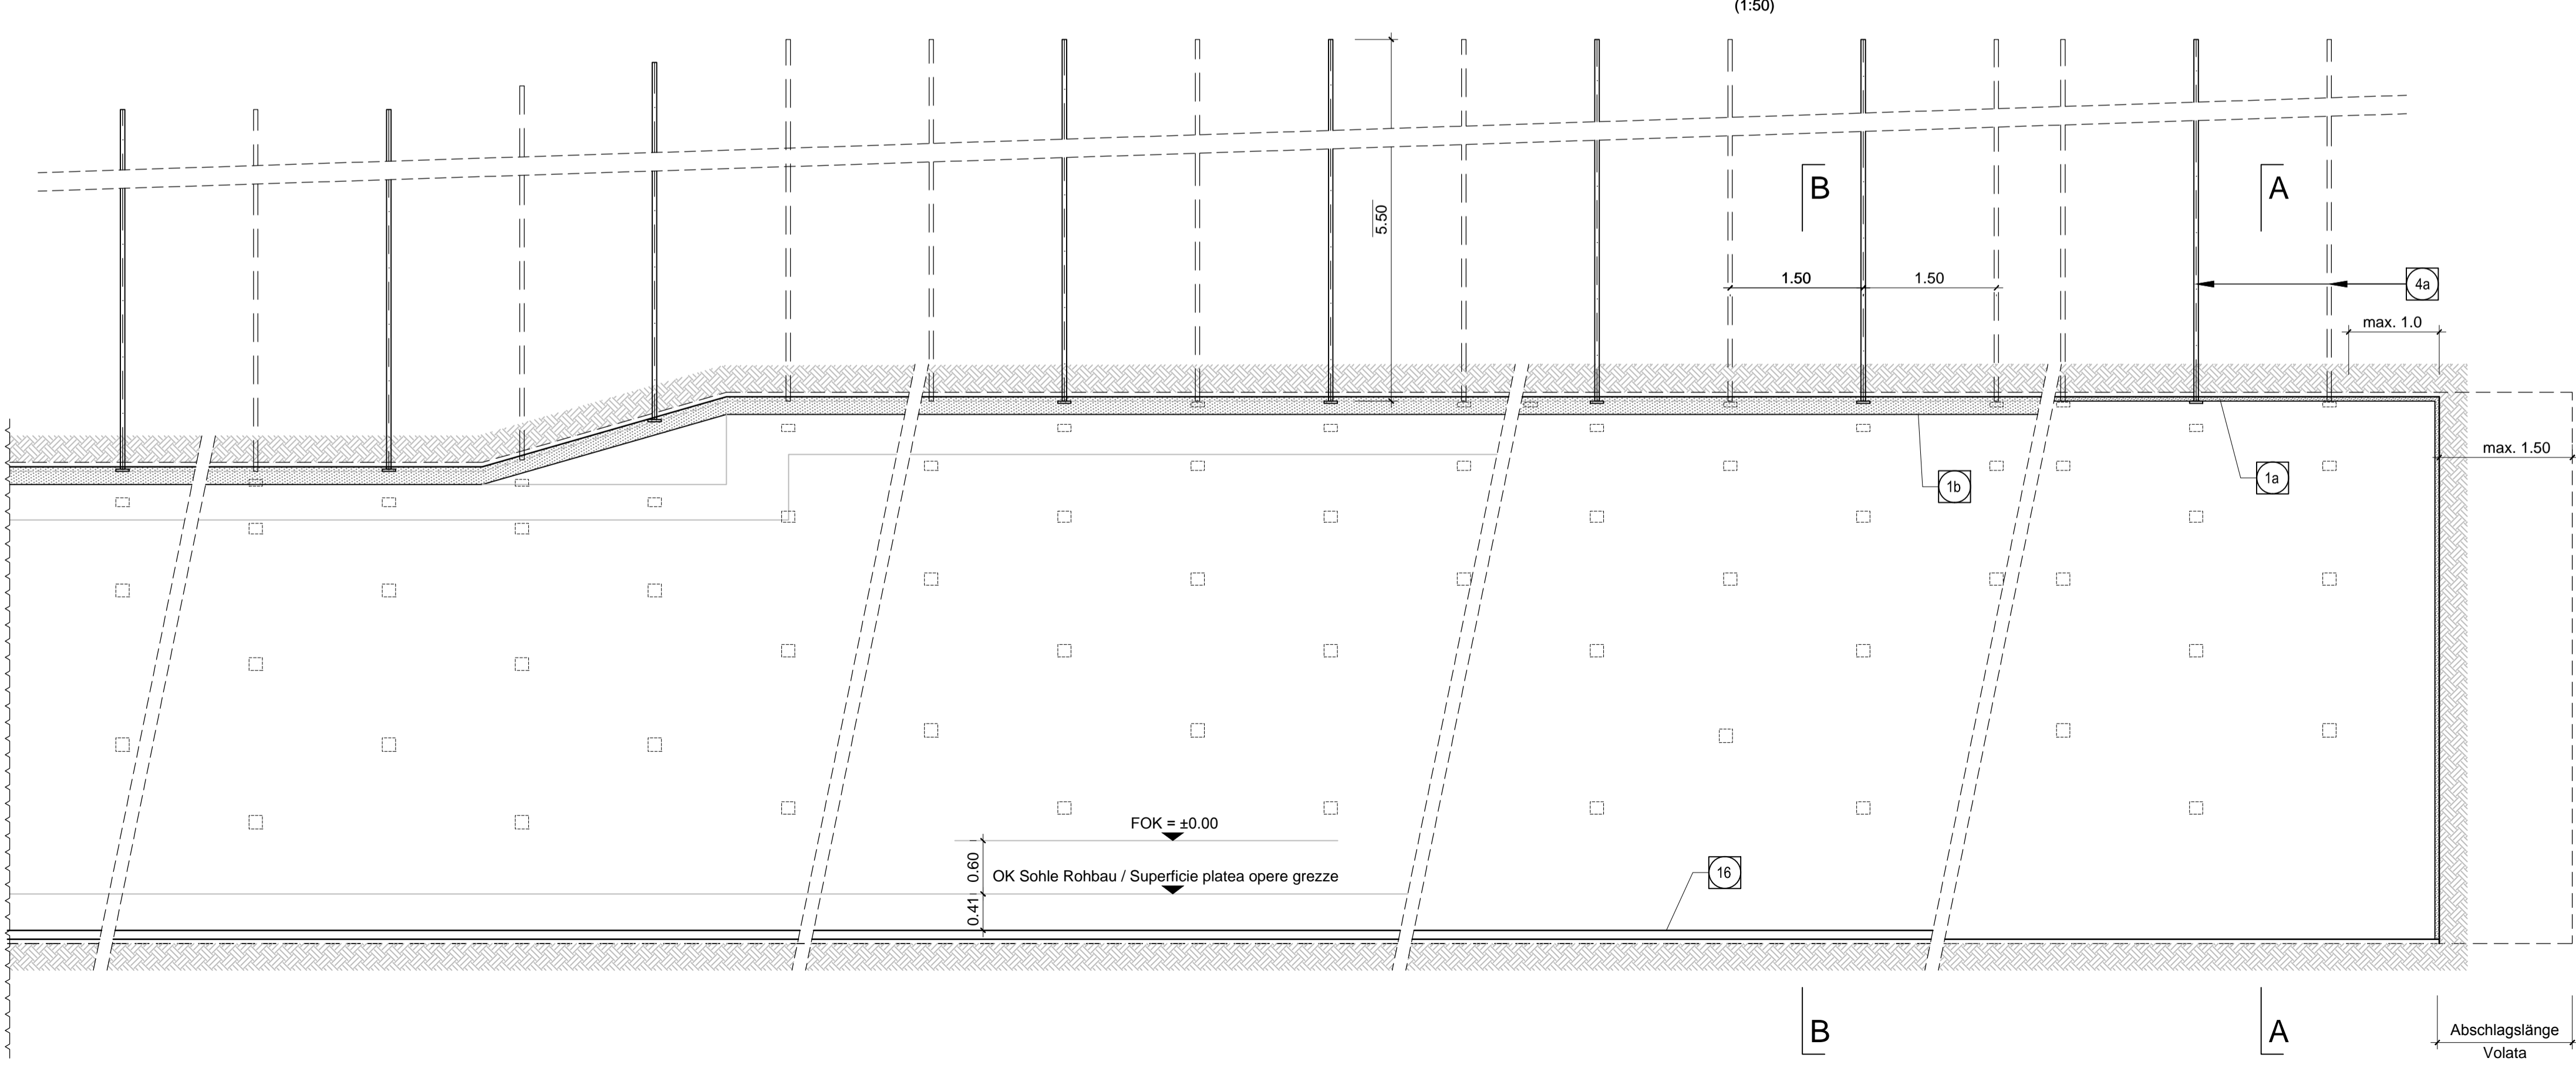 (1:50)
B
A
5.50
1.50
1.50
4a
max. 1.0
max. 1.50
1b
1a
FOK = ±0.00
0.60
OK Sohle Rohbau / Superficie platea opere grezze
0.41
16
B
A
Abschlagslänge
Volata